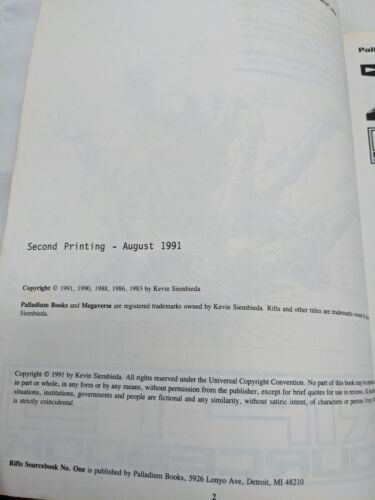 Second Printing - August 1991
Copyright © 1991, 1990, 1988, 1986, 1983 by Kevin Siembieda
Palladium Books and Megaverse are registered trademarks owned by Kevin Siembieda. Rifts and other titles are trademarks owned
Siembieda.
Copyright © 1991 by Kevin Siembieda. All rights reserved under the Universal Copyright Convention. No part of this book may be
in part or whole, in any form or by any means, without permission from the publisher, except for brief quotes for use in reviews. All
situations, institutions, governments and people are fictional and any similarity, without satiric intent, of characters or persons
is strictly coincidental.
Rifts Sourcebook No. One is published by Palladium Books, 5926 Lonyo Ave, Detroit, MI 48210
2
Pal